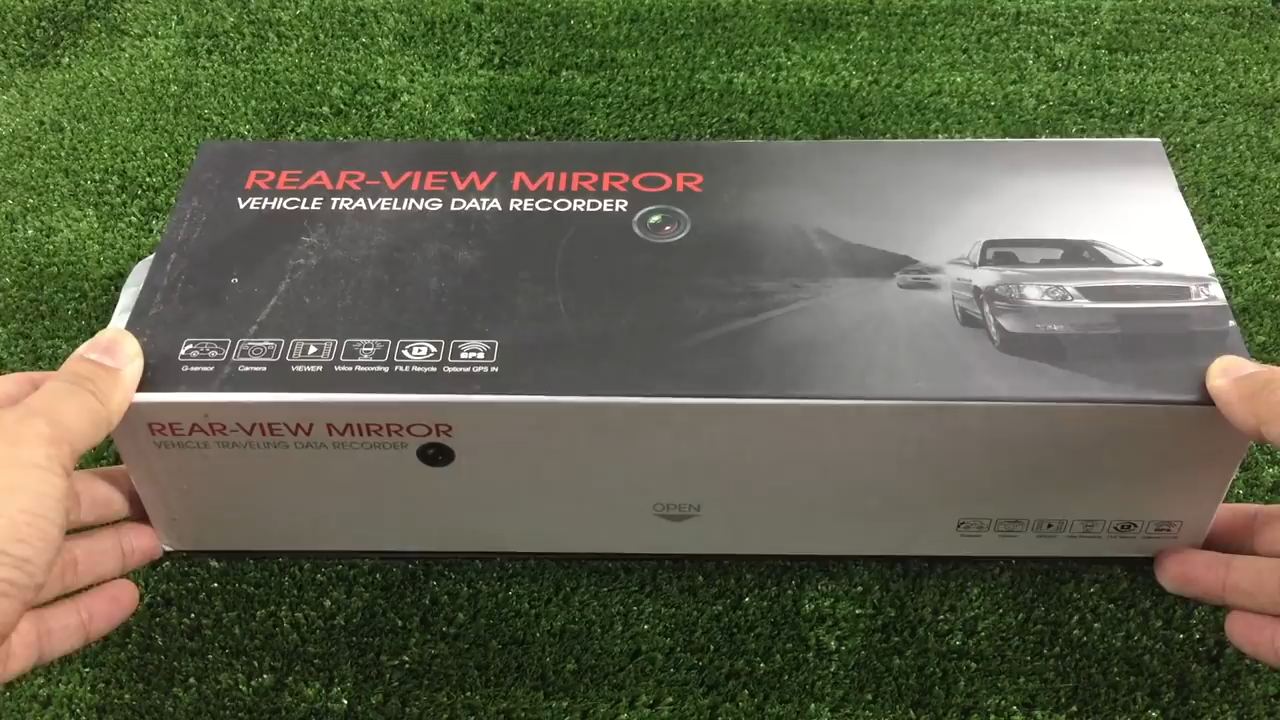 REAR-VIEW MIRROR
VEHICLE TRAVELING DATA RECORDER
GPS
G-sensor Camera VIEWER Voice Recording FILE Recycle Optional GPS IN
REAR-VIEW MIRROR
VEHICLE TRAVELING DATA RECORDER
OPEN
GPS